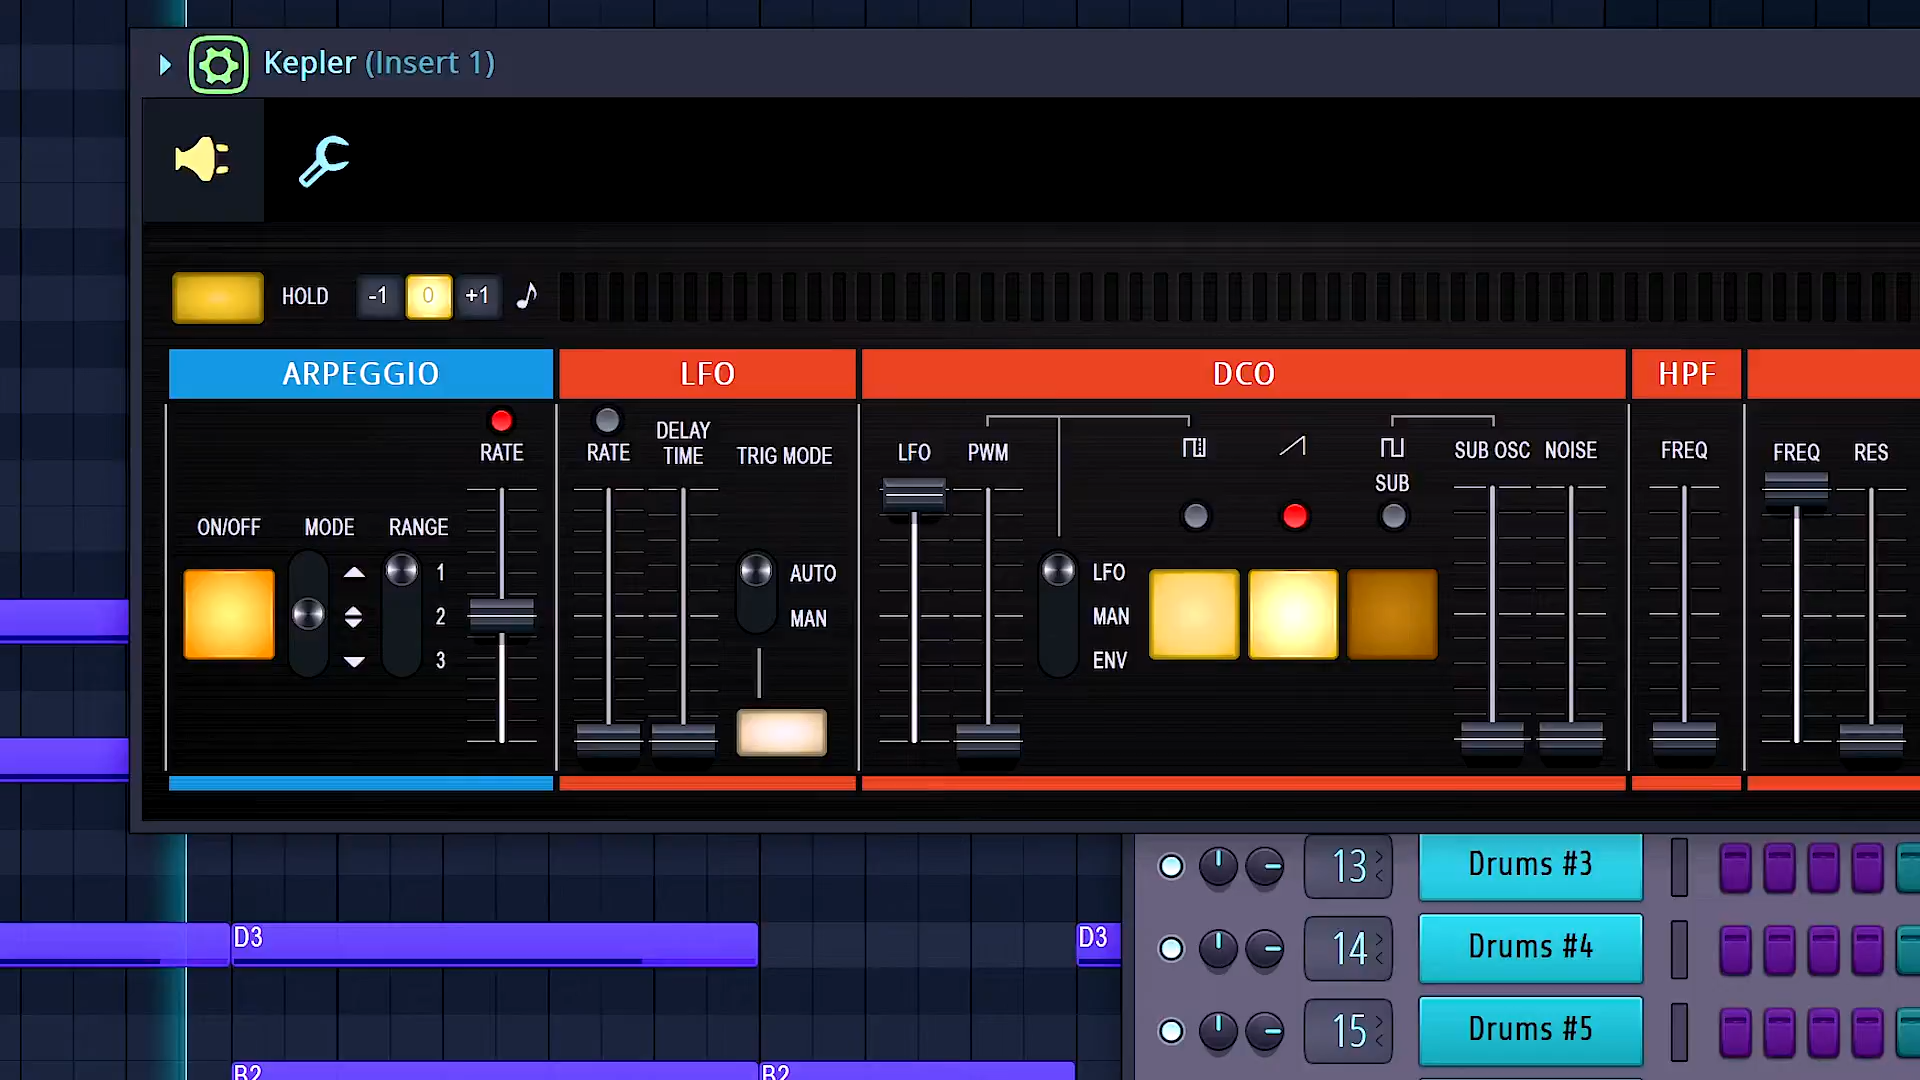 Kepler (Insert 1)
HOLD -1 0 +1
ARPEGGIO LFO DCO HPF
RATE
ON/OFF MODE RANGE
1
2
3
RATE DELAY TIME TRIG MODE
AUTO
MAN
LFO PWM
LFO
MAN
ENV
SUB
SUB OSC NOISE
FREQ
FREQ RES
13 Drums #3
14 Drums #4
15 Drums #5
D3 D3
B2 B2